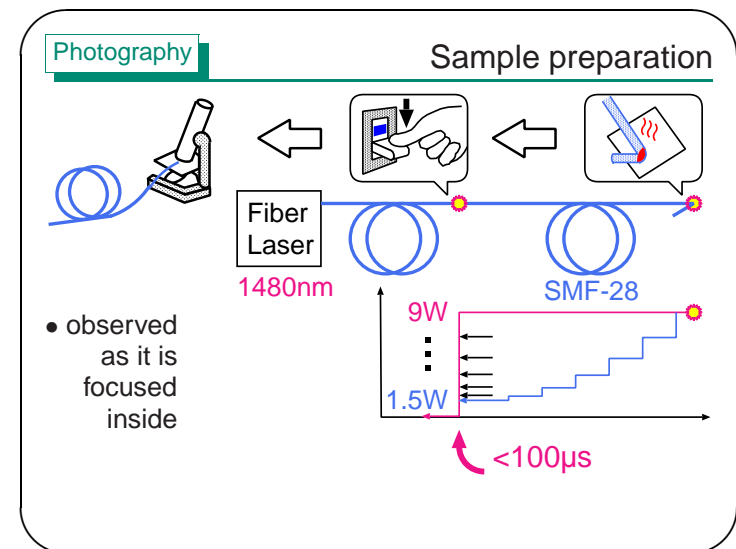 Photography
Sample preparation
Fiber
Laser
1480nm
SMF-28
9W
1.5W
<100µs
● observed
as it is
focused
inside